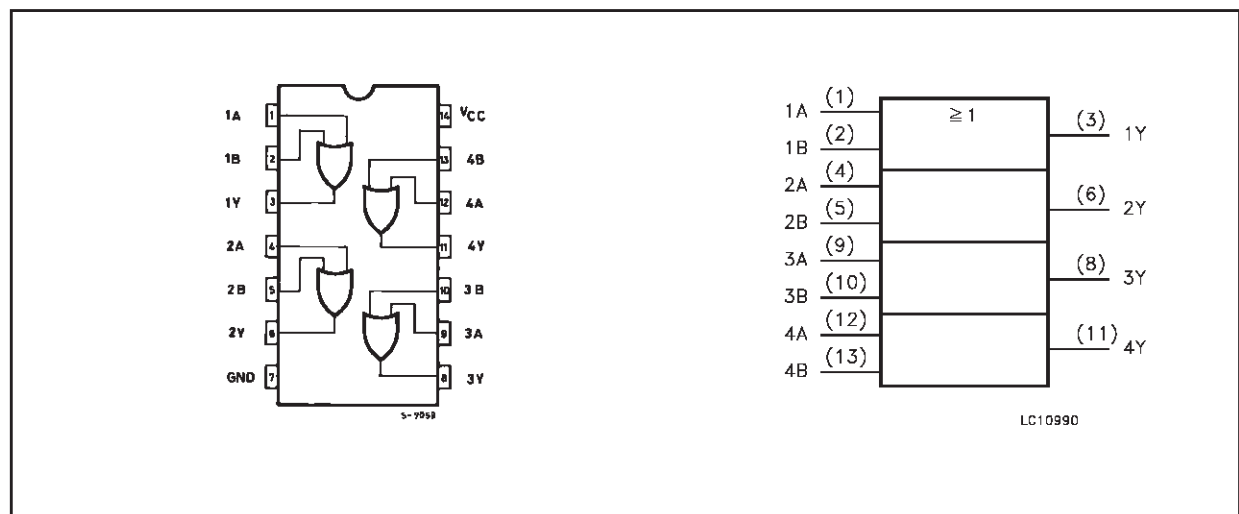 1A 1 14 VCC
1B 2 13 4B
1Y 3 12 4A
2A 4 11 4Y
2B 5 10 3B
2Y 6 9 3A
GND 7 8 3Y
S-7058
≧1
1A (1)
1B (2)
2A (4)
2B (5)
3A (9)
3B (10)
4A (12)
4B (13)
(3) 1Y
(6) 2Y
(8) 3Y
(11) 4Y
LC10990